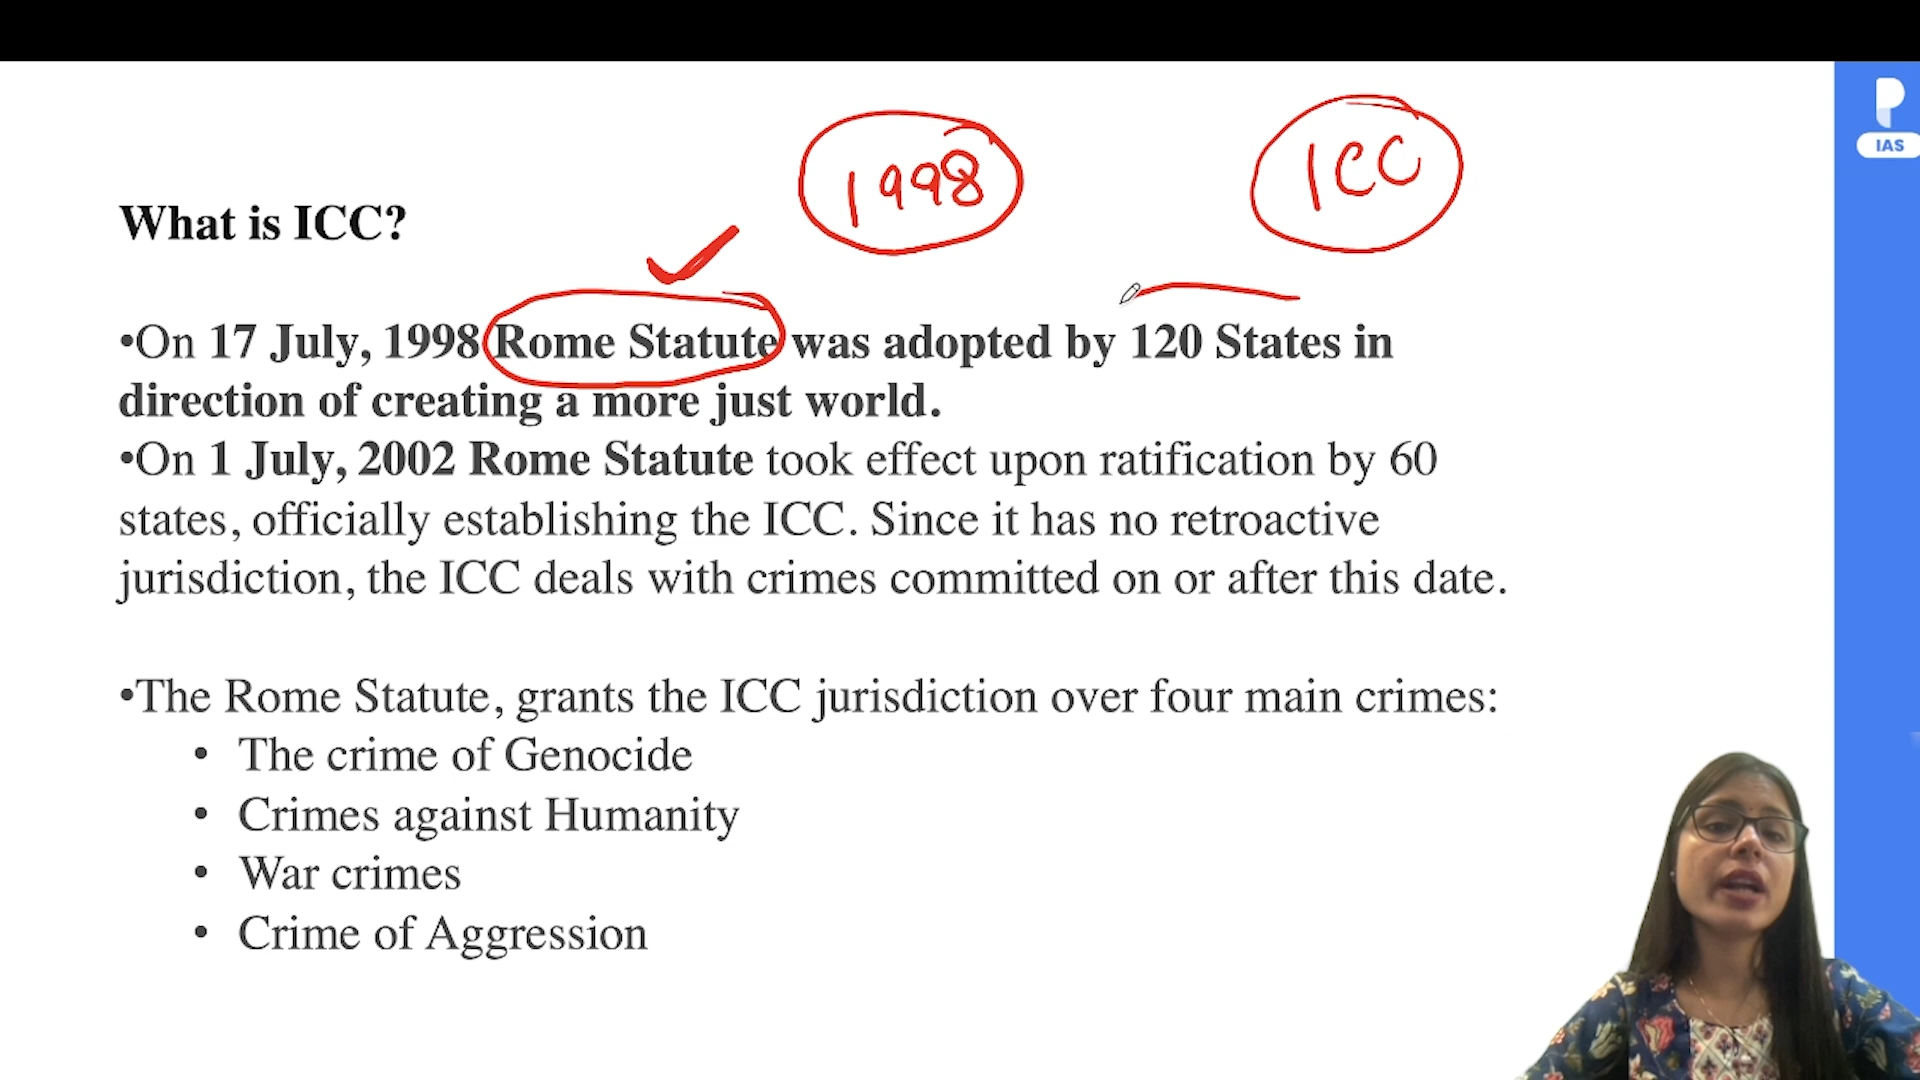 1998
ICC
IAS
What is ICC?
•On 17 July, 1998 Rome Statute was adopted by 120 States in
direction of creating a more just world.
•On 1 July, 2002 Rome Statute took effect upon ratification by 60
states, officially establishing the ICC. Since it has no retroactive
jurisdiction, the ICC deals with crimes committed on or after this date.
•The Rome Statute, grants the ICC jurisdiction over four main crimes:
• The crime of Genocide
• Crimes against Humanity
• War crimes
• Crime of Aggression